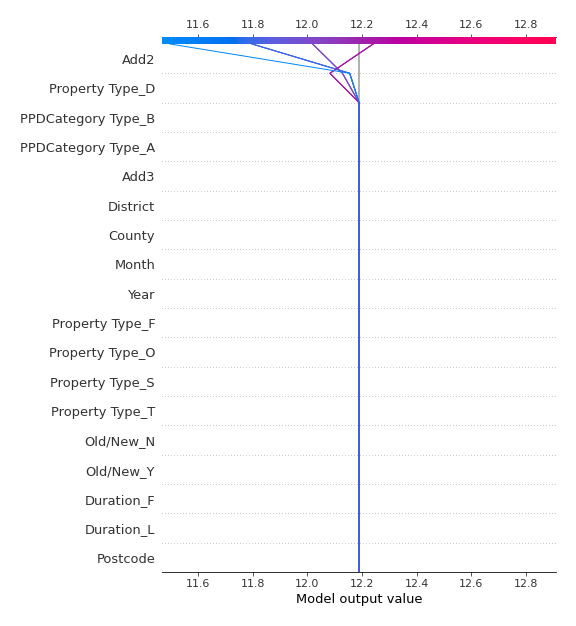 11.6 11.8 12.0 12.2 12.4 12.6 12.8
Add2
Property Type_D
PPDCategory Type_B
PPDCategory Type_A
Add3
District
County
Month
Year
Property Type_F
Property Type_O
Property Type_S
Property Type_T
Old/New_N
Old/New_Y
Duration_F
Duration_L
Postcode
11.6 11.8 12.0 12.2 12.4 12.6 12.8
Model output value